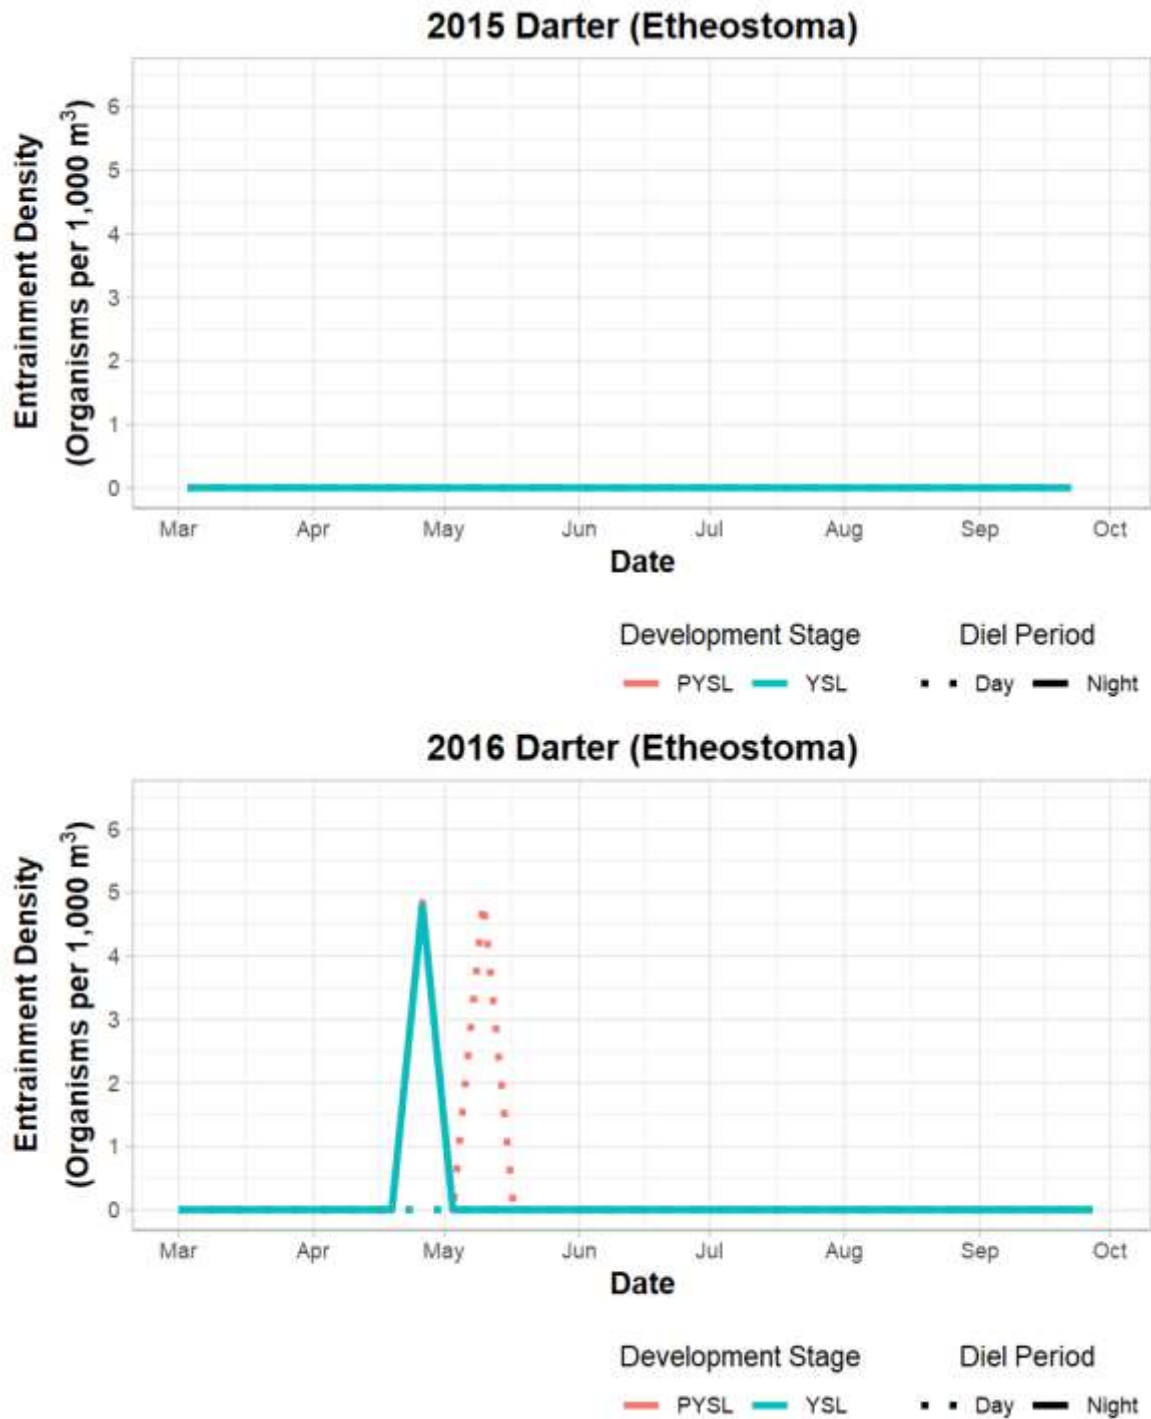 2015 Darter (Etheostoma)
Entrainment Density
(Organisms per 1,000 m³)
6
5
4
3
2
1
0
Mar Apr May Jun Jul Aug Sep Oct
Date
Development Stage Diel Period
PYSL YSL Day Night
2016 Darter (Etheostoma)
Entrainment Density
(Organisms per 1,000 m³)
6
5
4
3
2
1
0
Mar Apr May Jun Jul Aug Sep Oct
Date
Development Stage Diel Period
PYSL YSL Day Night